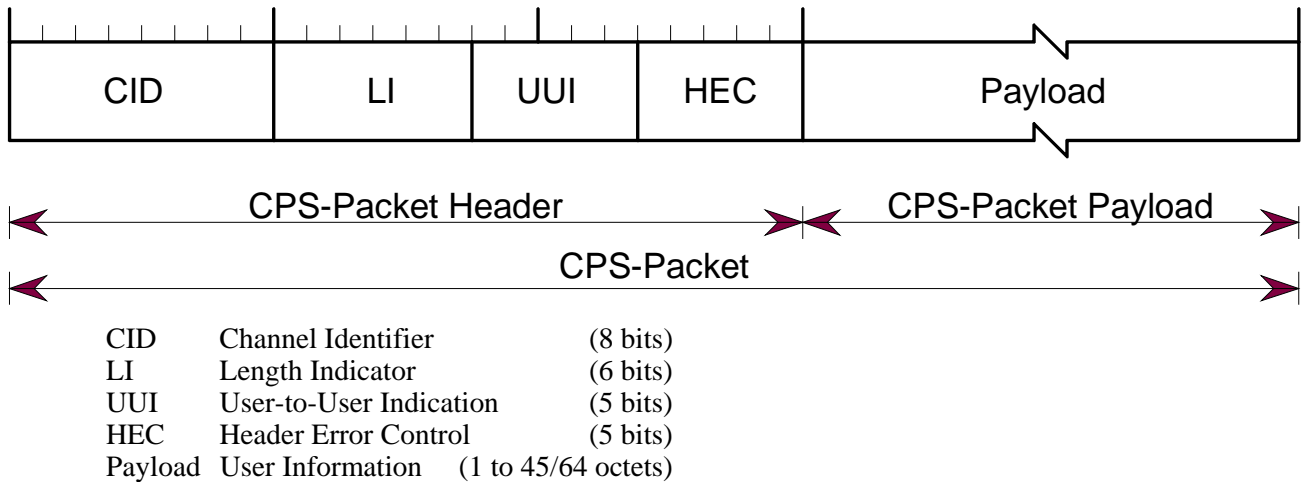 CID LI UUI HEC Payload
CPS-Packet Header CPS-Packet Payload
CPS-Packet
CID Channel Identifier (8 bits)
LI Length Indicator (6 bits)
UUI User-to-User Indication (5 bits)
HEC Header Error Control (5 bits)
Payload User Information (1 to 45/64 octets)